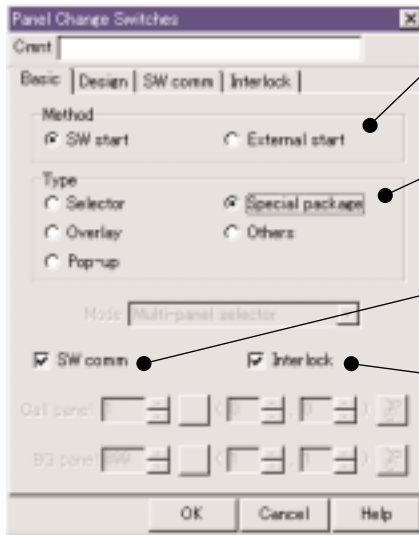 Panel Change Switches
Cmnt
Basic Design SW comm Interlock
Method
SW start External start
Type
Selector Special package
Overlay Others
Pop-up
Mode Multi-panel selector
SW comm Interlock
Call panel
BG panel 899
OK Cancel Help